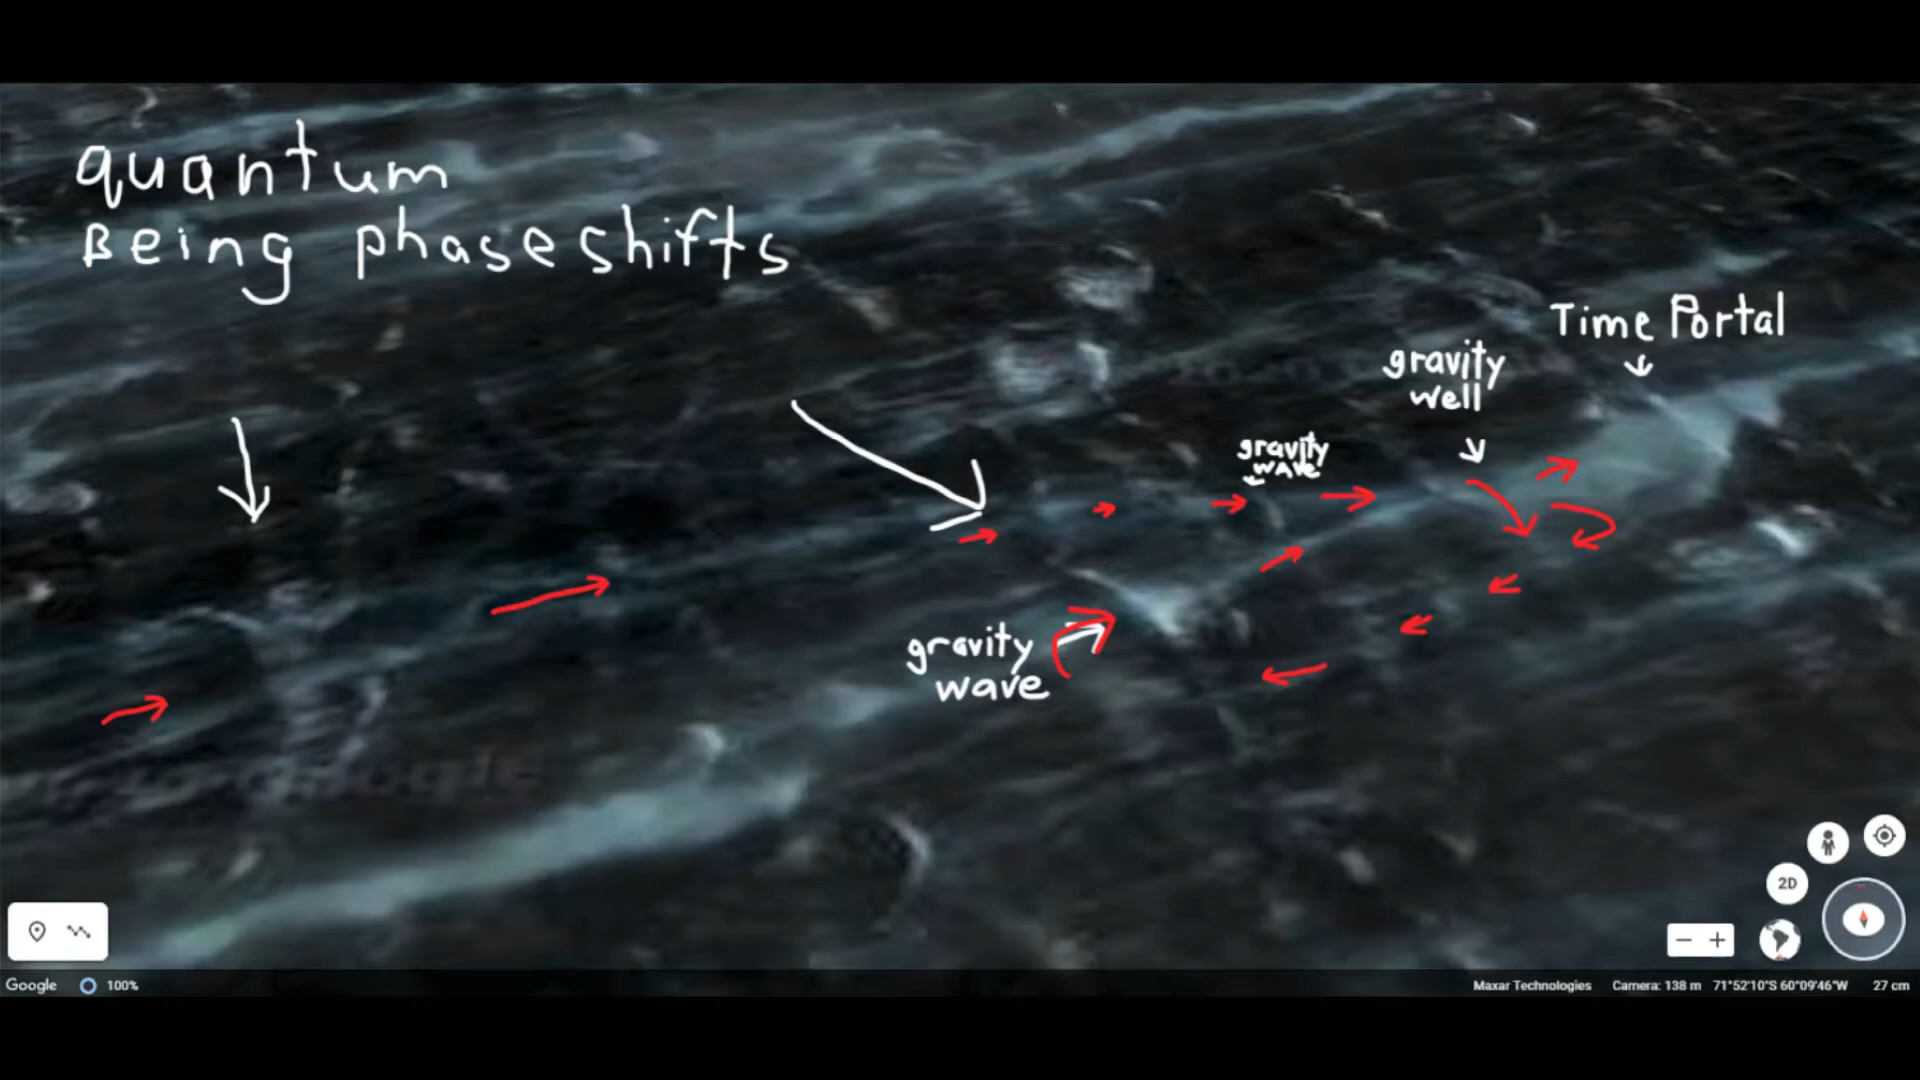 quantum
Being phaseshifts
Time Portal
gravity
well
gravity
wave
gravity
wave
2D
Google
100%
Maxar Technologies
Camera: 138 m
71°52'10"S 60°09'46"W
27 cm